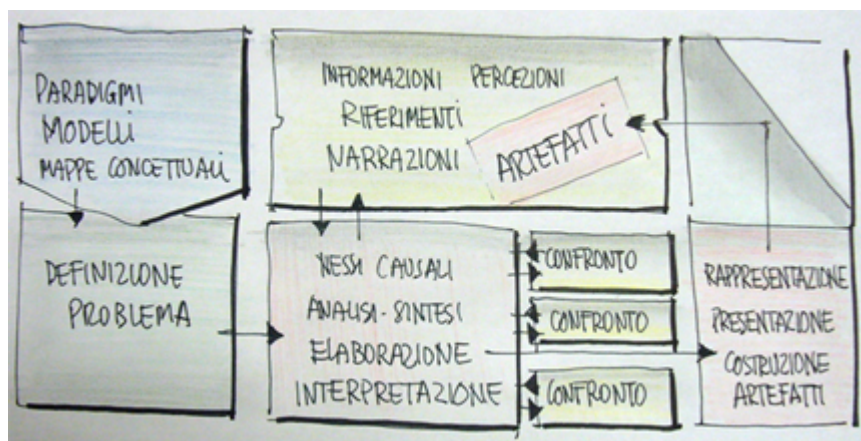 PARADIGMI
MODELLI
MAPPE CONCETTUALI
INFORMAZIONI PERCEZIONI
RIFERIMENTI
NARRAZIONI
ARTEFATTI
DEFINIZIONE
PROBLEMA
NESSI CAUSALI
ANALISI-SINTESI
ELABORAZIONE
INTERPRETAZIONE
CONFRONTO
CONFRONTO
CONFRONTO
RAPPRESENTAZIONE
PRESENTAZIONE
COSTRUZIONE
ARTEFATTI